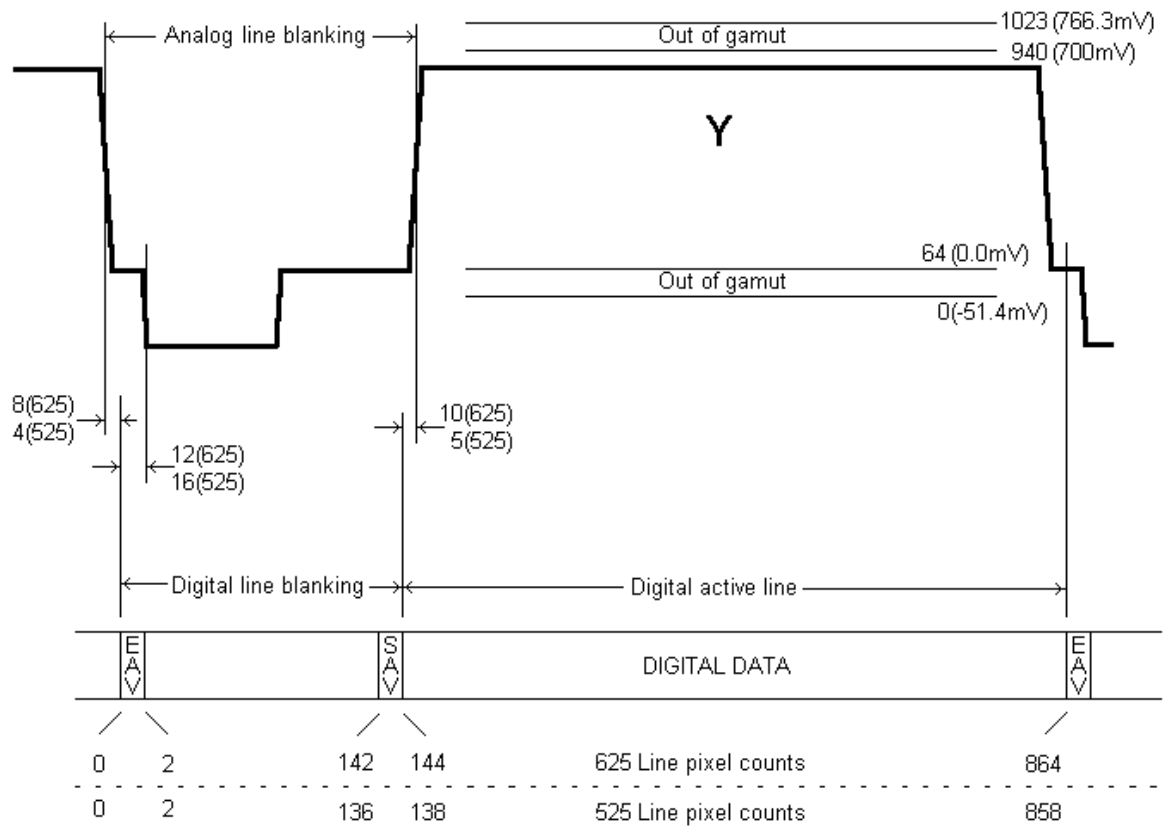 Analog line blanking
1023 (766.3mV)
Out of gamut
940 (700mV)
Y
64 (0.0mV)
Out of gamut
0(-51.4mV)
8(625)
4(525)
10(625)
5(525)
12(625)
16(525)
Digital line blanking
Digital active line
EAV
SAV
DIGITAL DATA
EAV
0 2 142 144 625 Line pixel counts 864
0 2 136 138 525 Line pixel counts 858